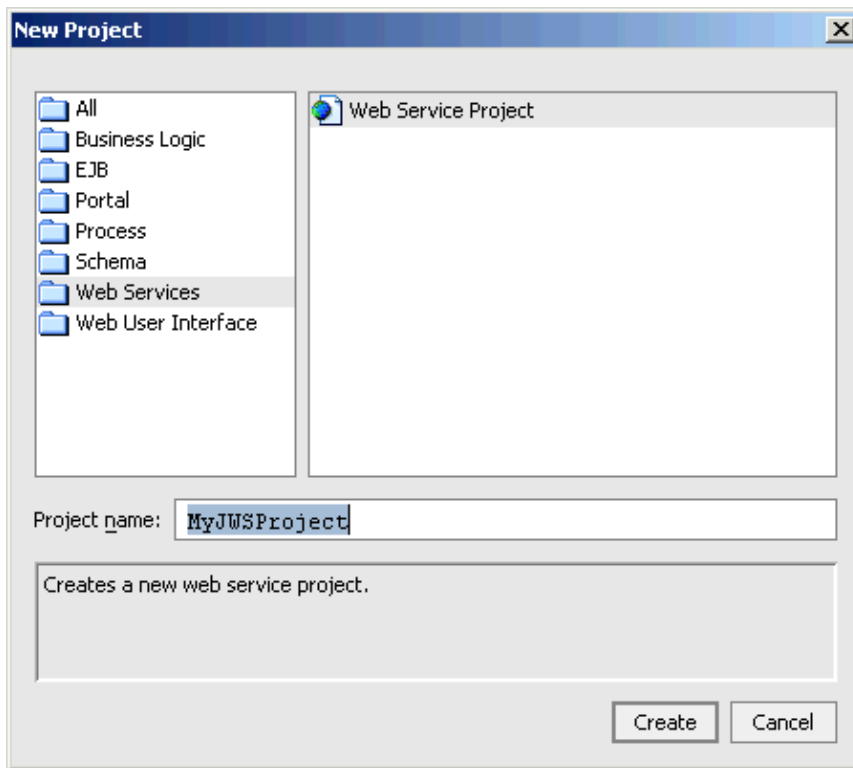 New Project
All
Business Logic
EJB
Portal
Process
Schema
Web Services
Web User Interface
Web Service Project
Project name:
MyJWSProject
Creates a new web service project.
Create
Cancel